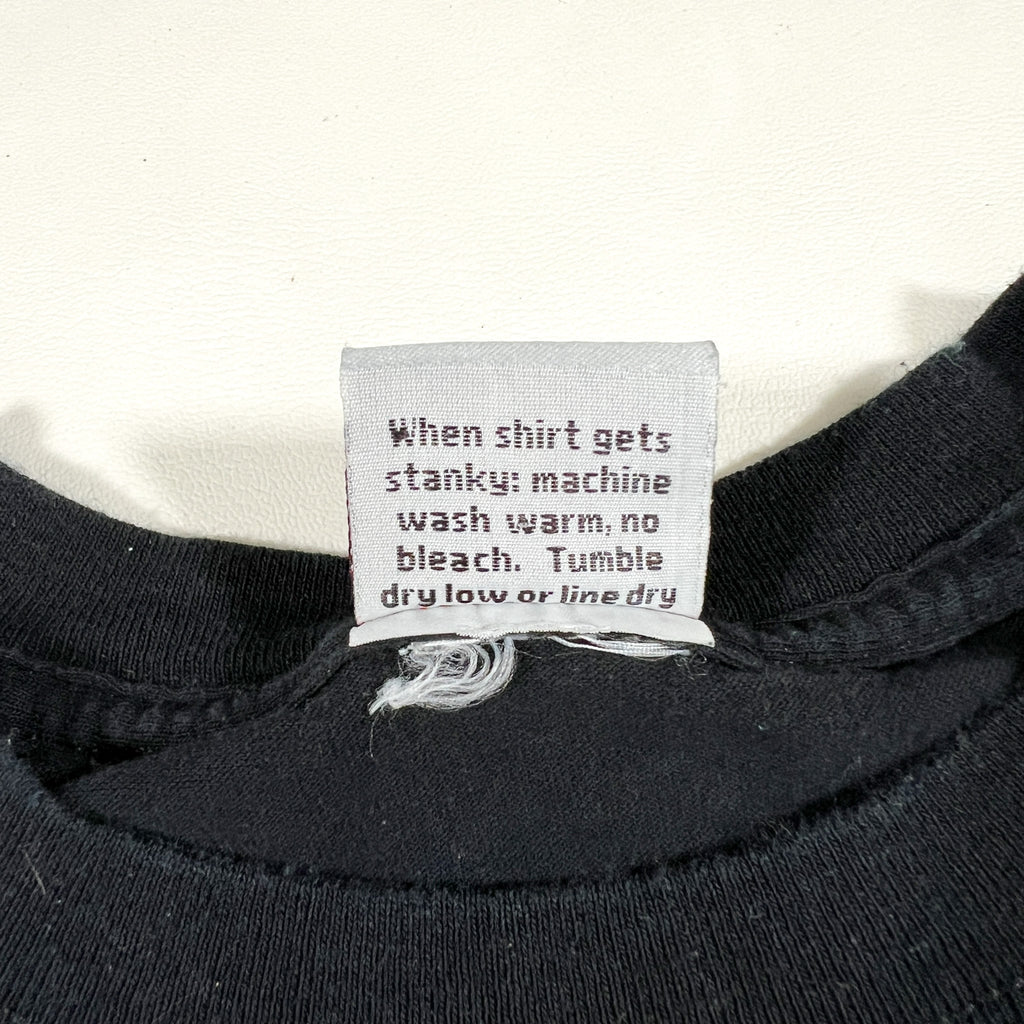 When shirt gets
stanky: machine
wash warm, no
bleach. Tumble
dry low or line dry